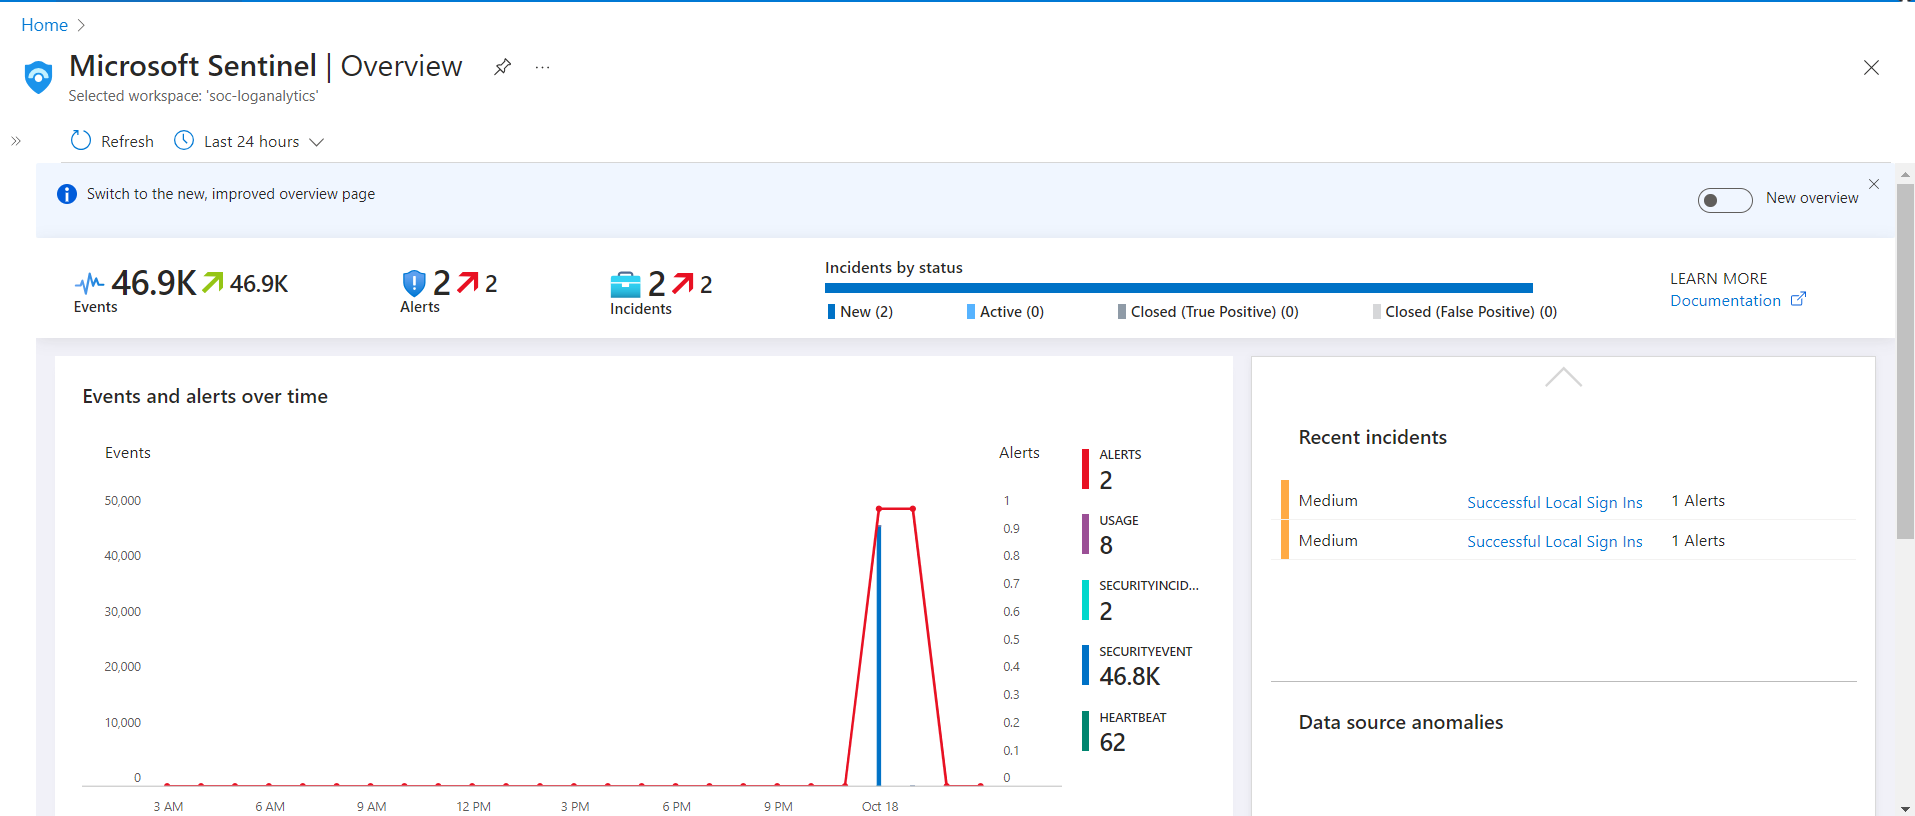 Home
Microsoft Sentinel | Overview
Selected workspace: 'soc-loganalytics'
Refresh Last 24 hours
Switch to the new, improved overview page
New overview
46.9K 46.9K
Events
2 2
Alerts
2 2
Incidents
Incidents by status
New (2) Active (0) Closed (True Positive) (0) Closed (False Positive) (0)
LEARN MORE
Documentation
Events and alerts over time
Events Alerts
50,000
40,000
30,000
20,000
10,000
0
1
0.9
0.8
0.7
0.6
0.5
0.4
0.3
0.2
0.1
0
3 AM 6 AM 9 AM 12 PM 3 PM 6 PM 9 PM Oct 18
ALERTS
2
USAGE
8
SECURITYINCID...
2
SECURITYEVENT
46.8K
HEARTBEAT
62
Recent incidents
Medium Successful Local Sign Ins 1 Alerts
Medium Successful Local Sign Ins 1 Alerts
Data source anomalies